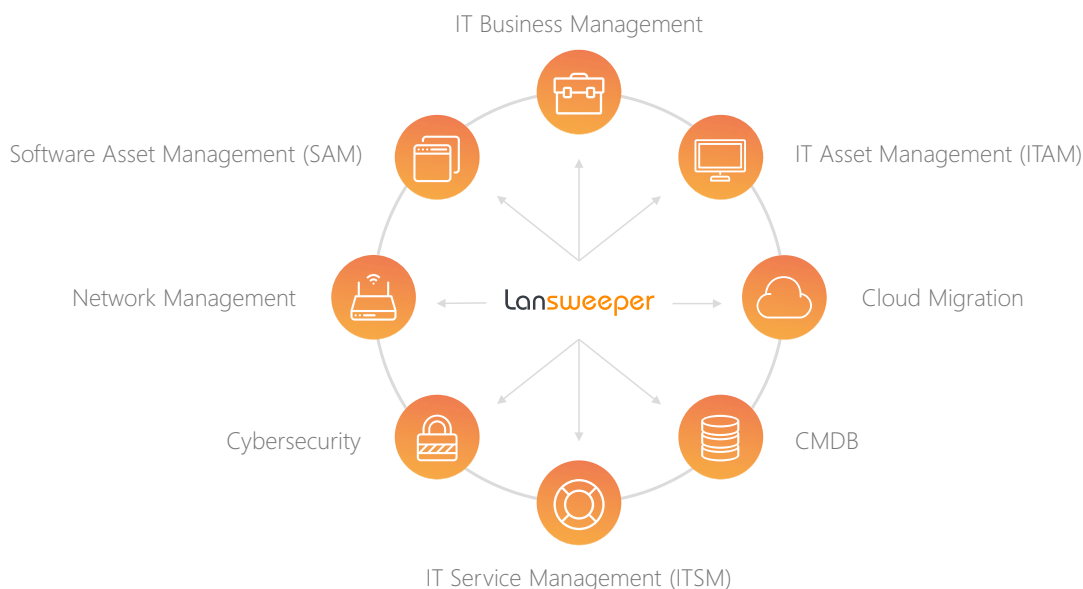 IT Business Management
Software Asset Management (SAM)
IT Asset Management (ITAM)
Network Management
Lansweeper
Cloud Migration
Cybersecurity
CMDB
IT Service Management (ITSM)